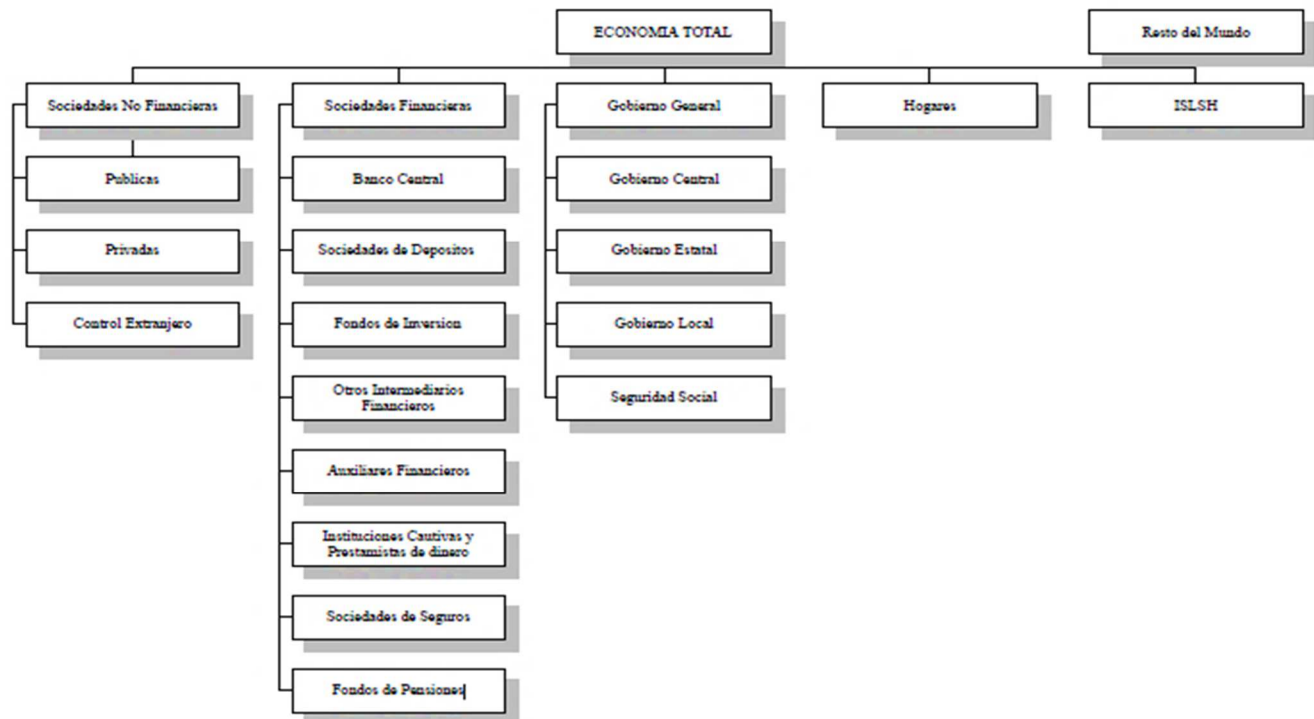 ECONOMIA TOTAL
Resto del Mundo
Sociedades No Financieras
Sociedades Financieras
Gobierno General
Hogares
ISLSH
Publicas
Banco Central
Gobierno Central
Privadas
Sociedades de Depositos
Gobierno Estatal
Control Extranjero
Fondos de Inversion
Gobierno Local
Otros Intermediarios
Financieros
Seguridad Social
Auxiliares Financieros
Instituciones Cautivas y
Prestamistas de dinero
Sociedades de Seguros
Fondos de Pensiones